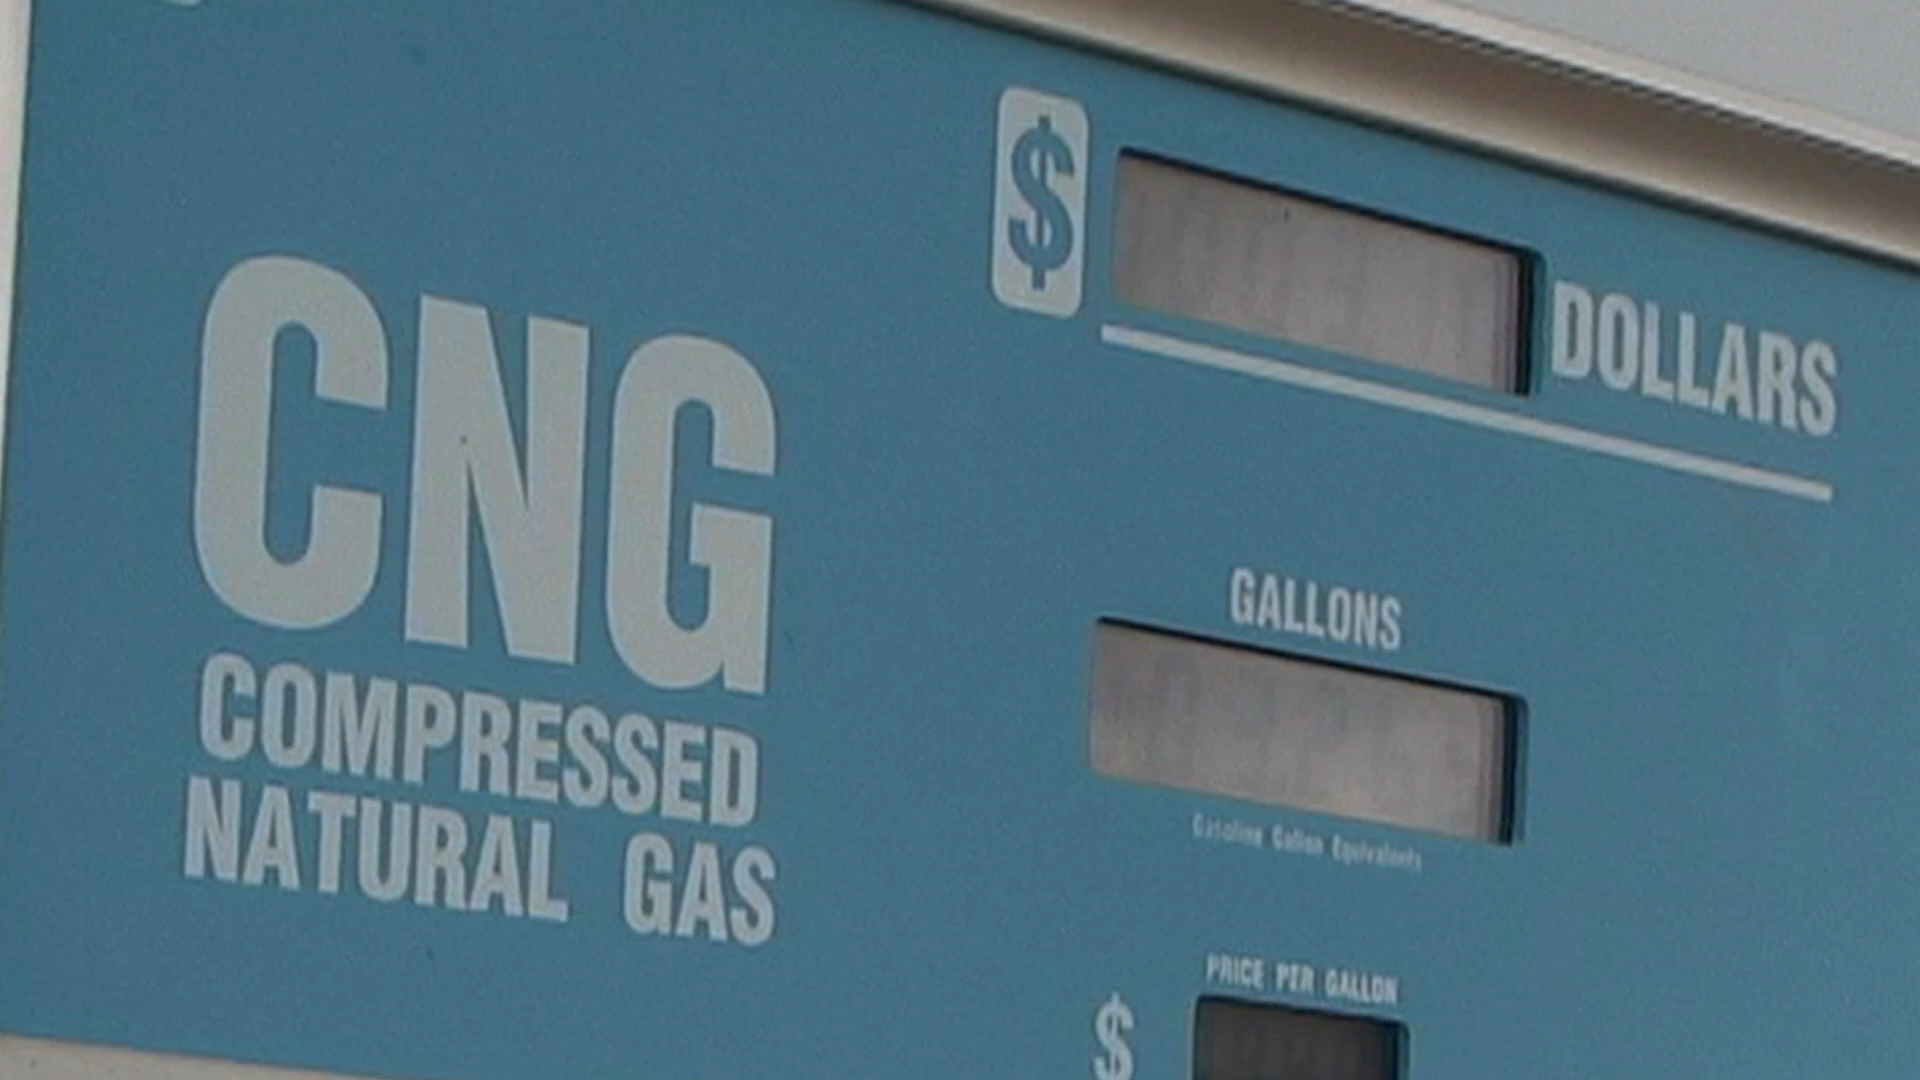 CNG
COMPRESSED
NATURAL GAS
$ DOLLARS
GALLONS
Gasoline Gallon Equivalents
PRICE PER GALLON
$